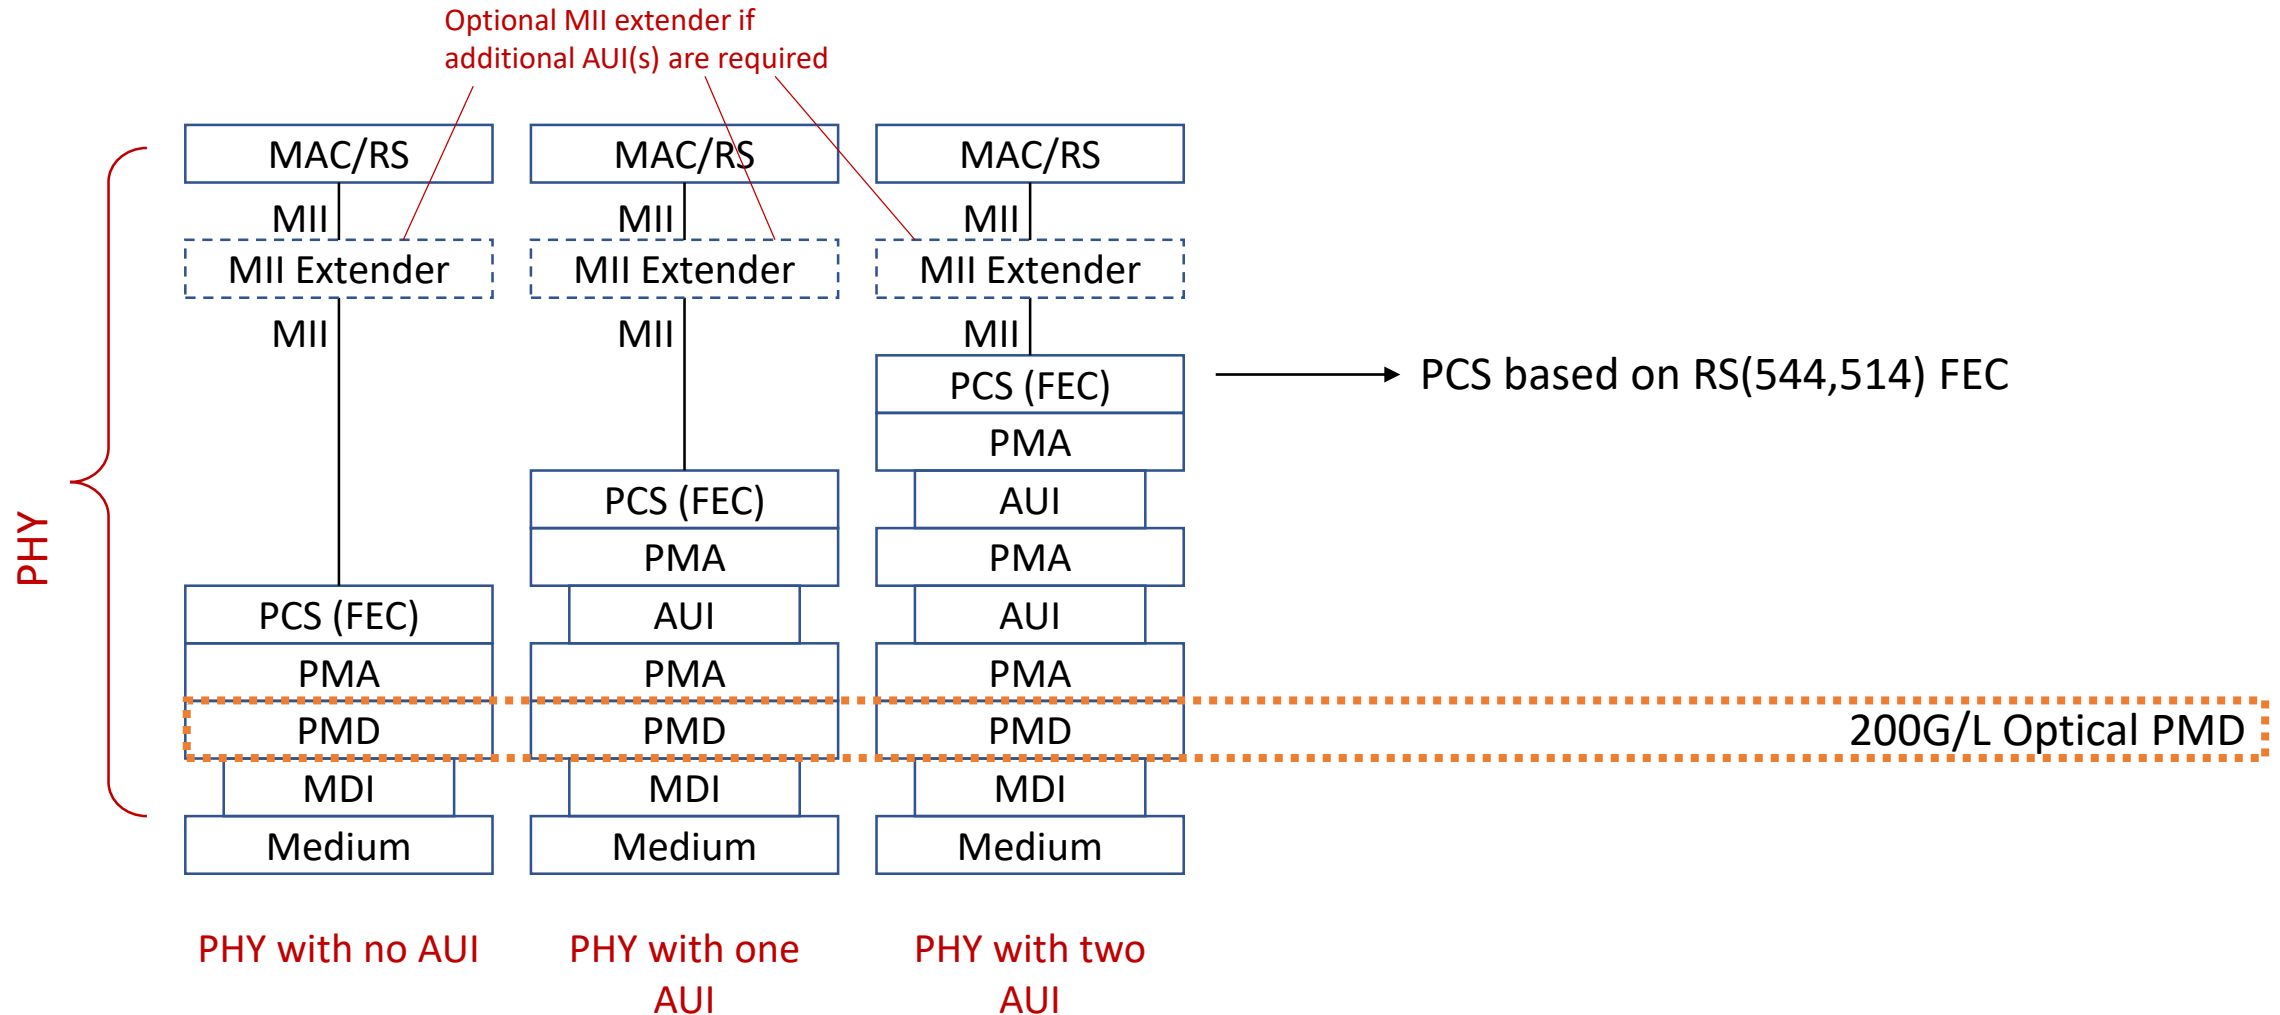 Optional MII extender if
additional AUI(s) are required
MAC/RS
MAC/RS
MAC/RS
MII
MII
MII
MII Extender
MII Extender
MII Extender
MII
MII
MII
PCS (FEC)
PCS based on RS(544,514) FEC
PMA
PCS (FEC)
AUI
PHY
PMA
PMA
PCS (FEC)
AUI
AUI
PMA
PMA
PMA
PMD
PMD
PMD
200G/L Optical PMD
MDI
MDI
MDI
Medium
Medium
Medium
PHY with no AUI
PHY with one
AUI
PHY with two
AUI